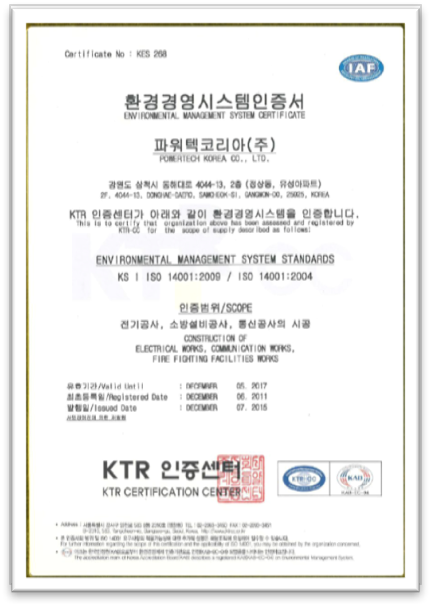 Certificate No : KES 268
IAF
환경경영시스템인증서
ENVIRONMENTAL MANAGEMENT SYSTEM CERTIFICATE
파워텍코리아(주)
POWERTECH KOREA CO., LTD.
강원도 삼척시 동해대로 4044-13, 2층 (정상동, 유성아파트)
2F. 4044-13, DONGHAE-DAERO, SAMCHEOK-SI, GANGWON-DO, 25905, KOREA
KTR 인증센터가 아래와 같이 환경경영시스템을 인증합니다.
This is to certify that organization above has been assessed and registered by
KTR-CC for the scope of supply described as follows:
ENVIRONMENTAL MANAGEMENT SYSTEM STANDARDS
KS I ISO 14001:2009 / ISO 14001:2004
인증범위/SCOPE
전기공사, 소방설비공사, 통신공사의 시공
CONSTRUCTION OF
ELECTRICAL WORKS, COMMUNICATION WORKS,
FIRE FIGHTING FACILITIES WORKS
유효기간/Valid Until : DECEMBER 05. 2017
최초등록일/Registered Date : DECEMBER 06. 2011
발행일/Issued Date : DECEMBER 07. 2015
KTR 인증센터
KTR CERTIFICATION CENTER
KTR-CC
KAB